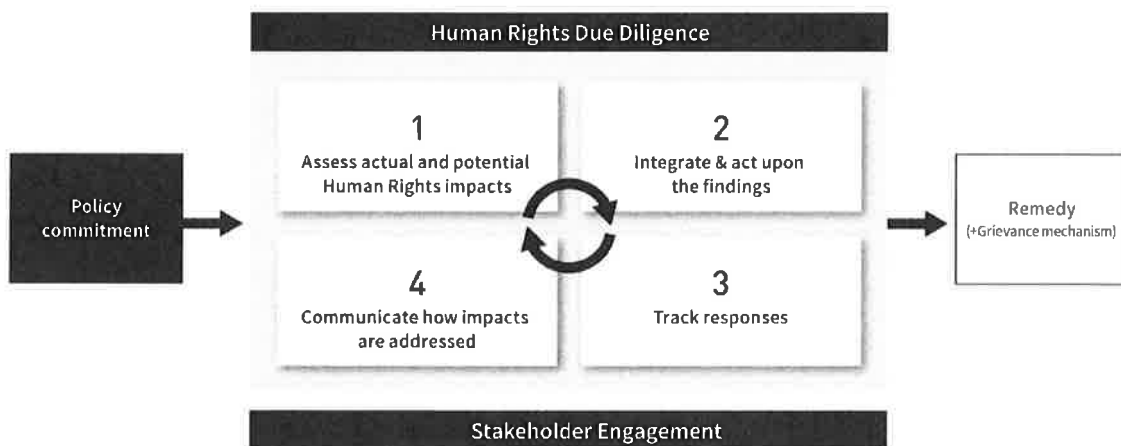 Human Rights Due Diligence
Policy
commitment
1
Assess actual and potential
Human Rights impacts
2
Integrate & act upon
the findings
4
Communicate how impacts
are addressed
3
Track responses
Remedy
(+Grievance mechanism)
Stakeholder Engagement